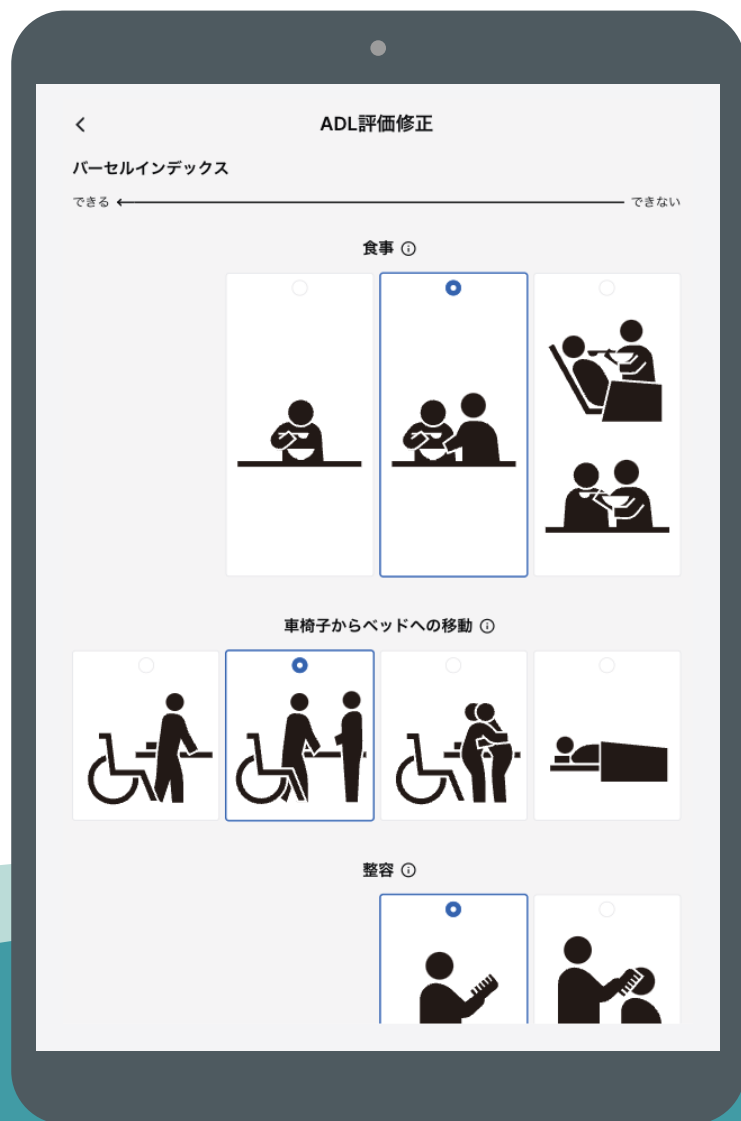 ADL評価修正
バーセルインデックス
できる
できない
食事
車椅子からベッドへの移動
整容